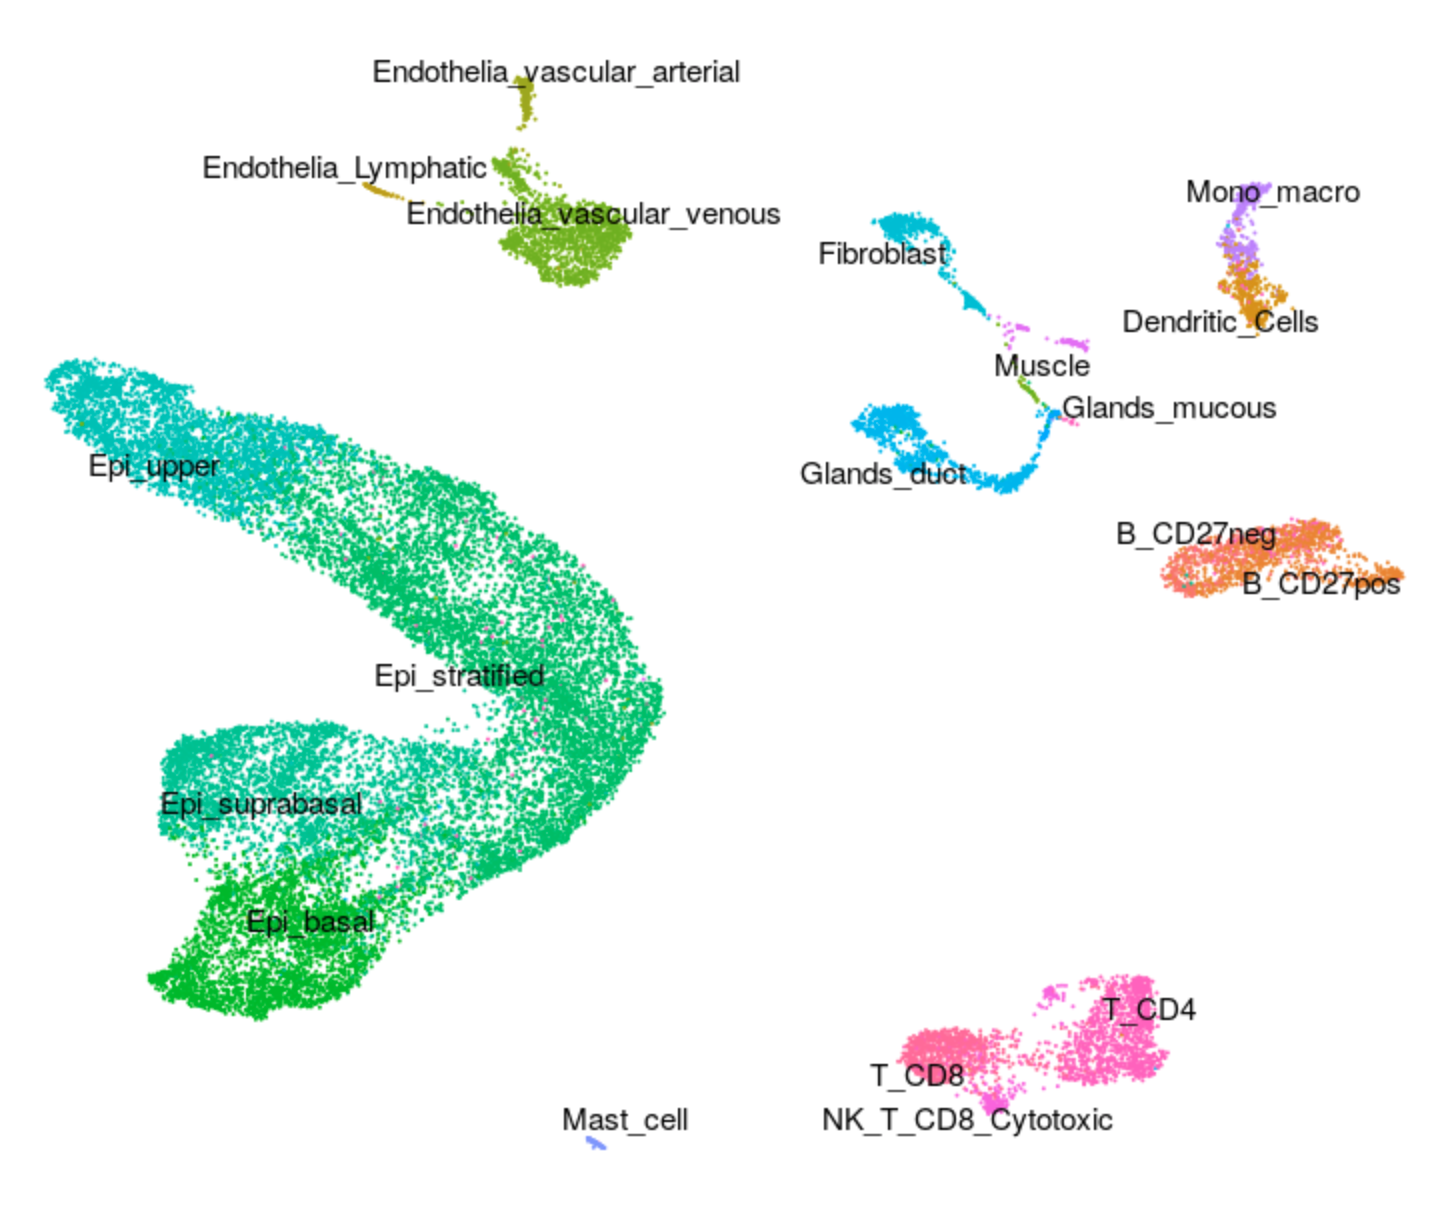 Endothelia_vascular_arterial
Endothelia_Lymphatic
Mono_macro
Endothelia_vascular_venous
Fibroblast
Dendritic_Cells
Muscle
Glands_mucous
Epi_upper
Glands_duct
B_CD27neg
B_CD27pos
Epi_stratified
Epi_suprabasal
Epi_basal
T_CD4
T_CD8
Mast_cell
NK_T_CD8_Cytotoxic